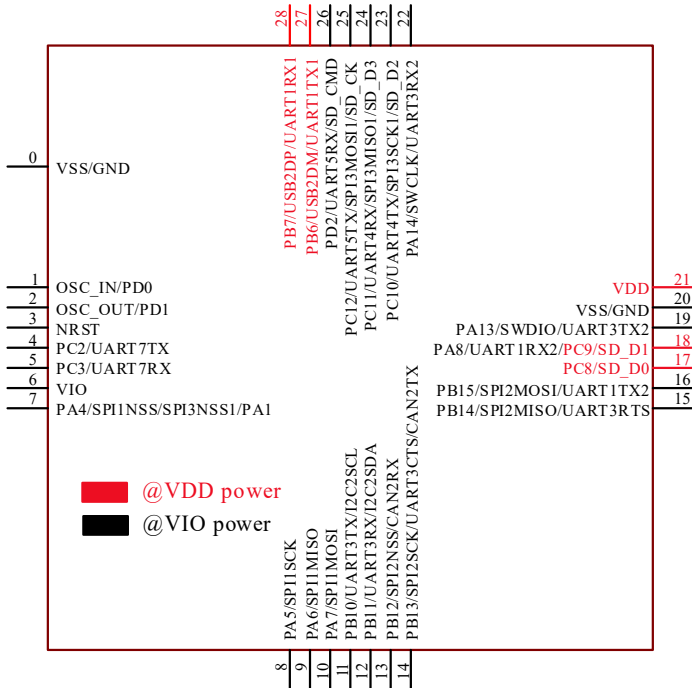 28
27
26
25
24
23
22
PB7/USB2DP/UART1RX1
PB6/USB2DM/UART1TX1
PD2/UART5RX/SD_CMD
PC12/UART5TX/SPI3MOSI1/SD_CK
PC11/UART4RX/SPI3MISO1/SD_D3
PC10/UART4TX/SPI3SCK1/SD_D2
PA14/SWCLK/UART3RX2
0 VSS/GND
1 OSC_IN/PD0
2 OSC_OUT/PD1
3 NRST
4 PC2/UART7TX
5 PC3/UART7RX
6 VIO
7 PA4/SPI1NSS/SPI3NSS1/PA1
VDD 21
VSS/GND 20
PA13/SWDIO/UART3TX2 19
PA8/UART1RX2/PC9/SD_D1 18
PC8/SD_D0 17
PB15/SPI2MOSI/UART1TX2 16
PB14/SPI2MISO/UART3RTS 15
@VDD power
@VIO power
PA5/SPI1SCK
PA6/SPI1MISO
PA7/SPI1MOSI
PB10/UART3TX/I2C2SCL
PB11/UART3RX/I2C2SDA
PB12/SPI2NSS/CAN2RX
PB13/SPI2SCK/UART3CTS/CAN2TX
8
9
10
11
12
13
14